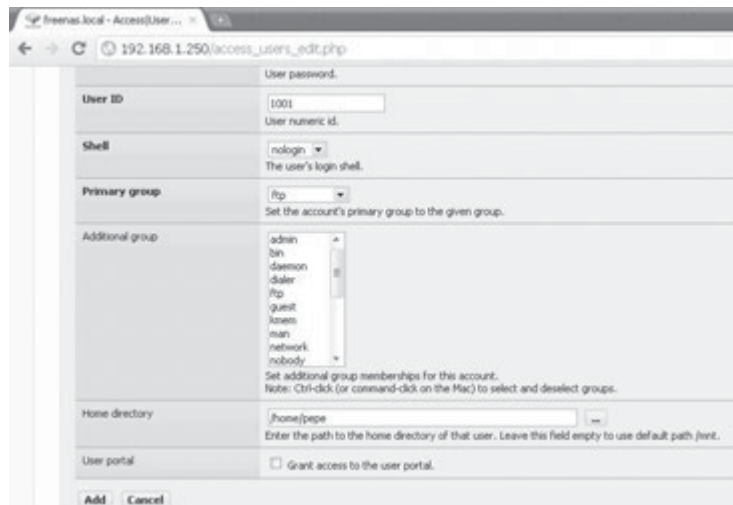 freenas.local - Access|User...
192.168.1.250/access_users_edit.php
User password.
User ID
1001
User numeric id.
Shell
nologin
The user's login shell.
Primary group
ftp
Set the account's primary group to the given group.
Additional group
admin
bin
daemon
dialer
ftp
guest
kmem
man
network
nobody
Set additional group memberships for this account.
Note: Ctrl-click (or command-click on the Mac) to select and deselect groups.
Home directory
/home/pepe
...
Enter the path to the home directory of that user. Leave this field empty to use default path /mnt.
User portal
Grant access to the user portal.
Add Cancel